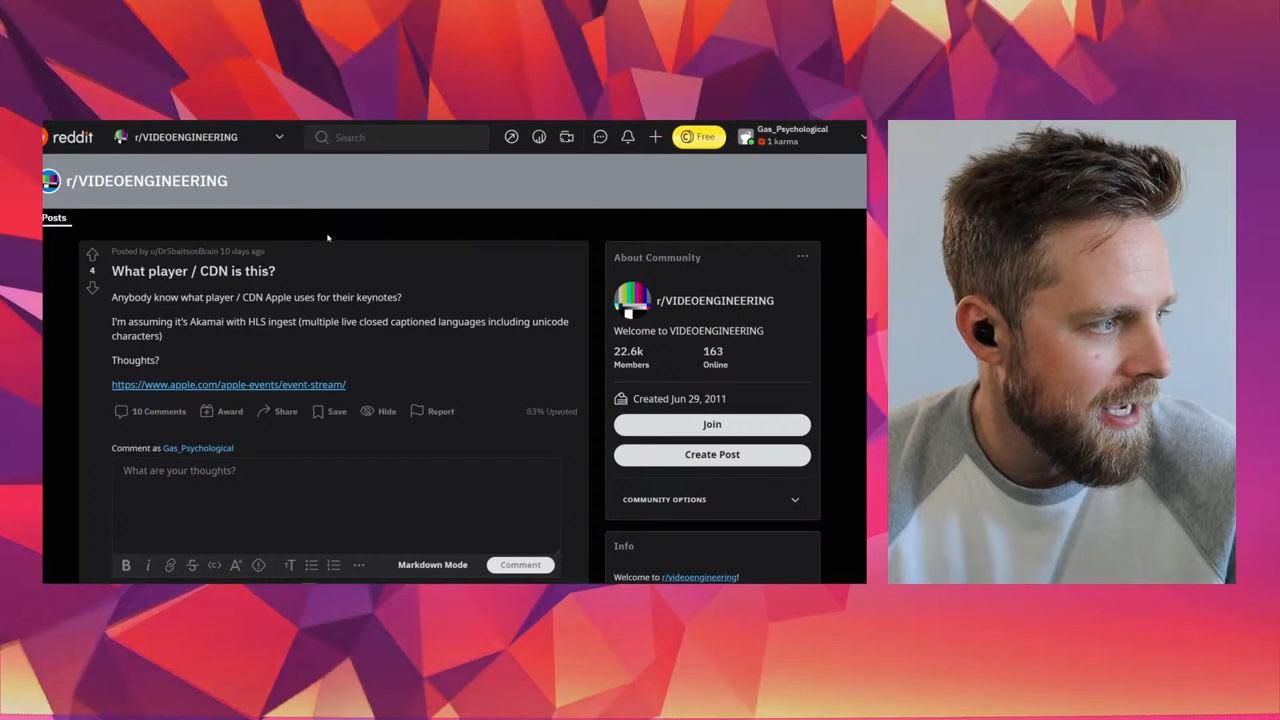 reddit
r/VIDEOENGINEERING
Search
Free
Gas_Psychological
1 karma
r/VIDEOENGINEERING
Posts
Posted by u/DrSbaitsosBrain 10 days ago
4
What player / CDN is this?
Anybody know what player / CDN Apple uses for their keynotes?
I'm assuming it's Akamai with HLS ingest (multiple live closed captioned languages including unicode
characters)
Thoughts?
https://www.apple.com/apple-events/event-stream/
10 Comments
Award
Share
Save
Hide
Report
83% Upvoted
Comment as Gas_Psychological
What are your thoughts?
Markdown Mode
Comment
About Community
r/VIDEOENGINEERING
Welcome to VIDEOENGINEERING
22.6k 163
Members Online
Created Jun 29, 2011
Join
Create Post
COMMUNITY OPTIONS
Info
Welcome to r/videoengineering!